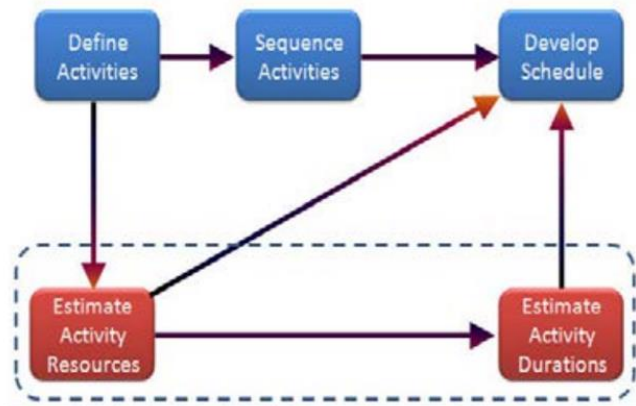 Define
Activities
Sequence
Activities
Develop
Schedule
Estimate
Activity
Resources
Estimate
Activity
Durations